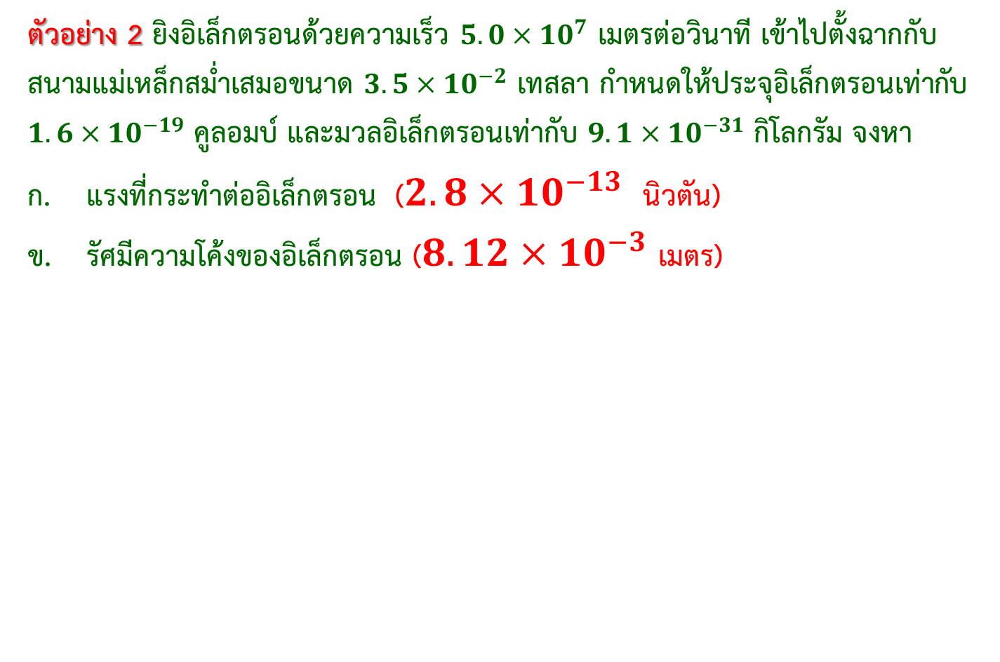 ตัวอย่าง 2 ยิงอิเล็กตรอนด้วยความเร็ว 5.0 × 10⁷ เมตรต่อวินาที เข้าไปตั้งฉากกับ
สนามแม่เหล็กสม่ำเสมอขนาด 3.5 × 10⁻² เทสลา กำหนดให้ประจุอิเล็กตรอนเท่ากับ
1.6 × 10⁻¹⁹ คูลอมบ์ และมวลอิเล็กตรอนเท่ากับ 9.1 × 10⁻³¹ กิโลกรัม จงหา
ก. แรงที่กระทำต่ออิเล็กตรอน (2.8 × 10⁻¹³ นิวตัน)
ข. รัศมีความโค้งของอิเล็กตรอน (8.12 × 10⁻³ เมตร)